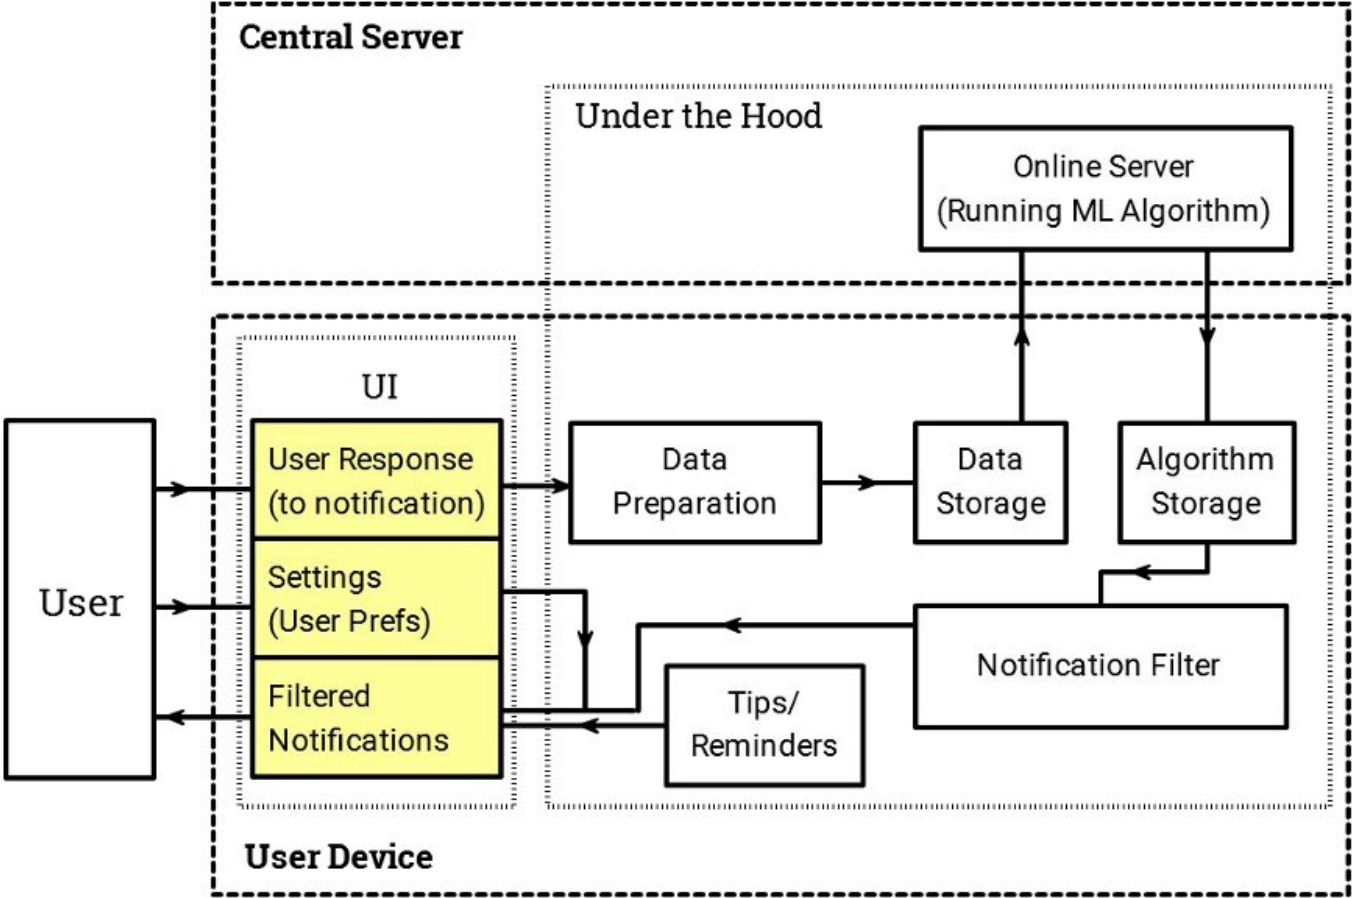 Central Server
Under the Hood
Online Server
(Running ML Algorithm)
UI
User
User Response
(to notification)
Settings
(User Prefs)
Filtered
Notifications
Data
Preparation
Data
Storage
Algorithm
Storage
Notification Filter
Tips/
Reminders
User Device